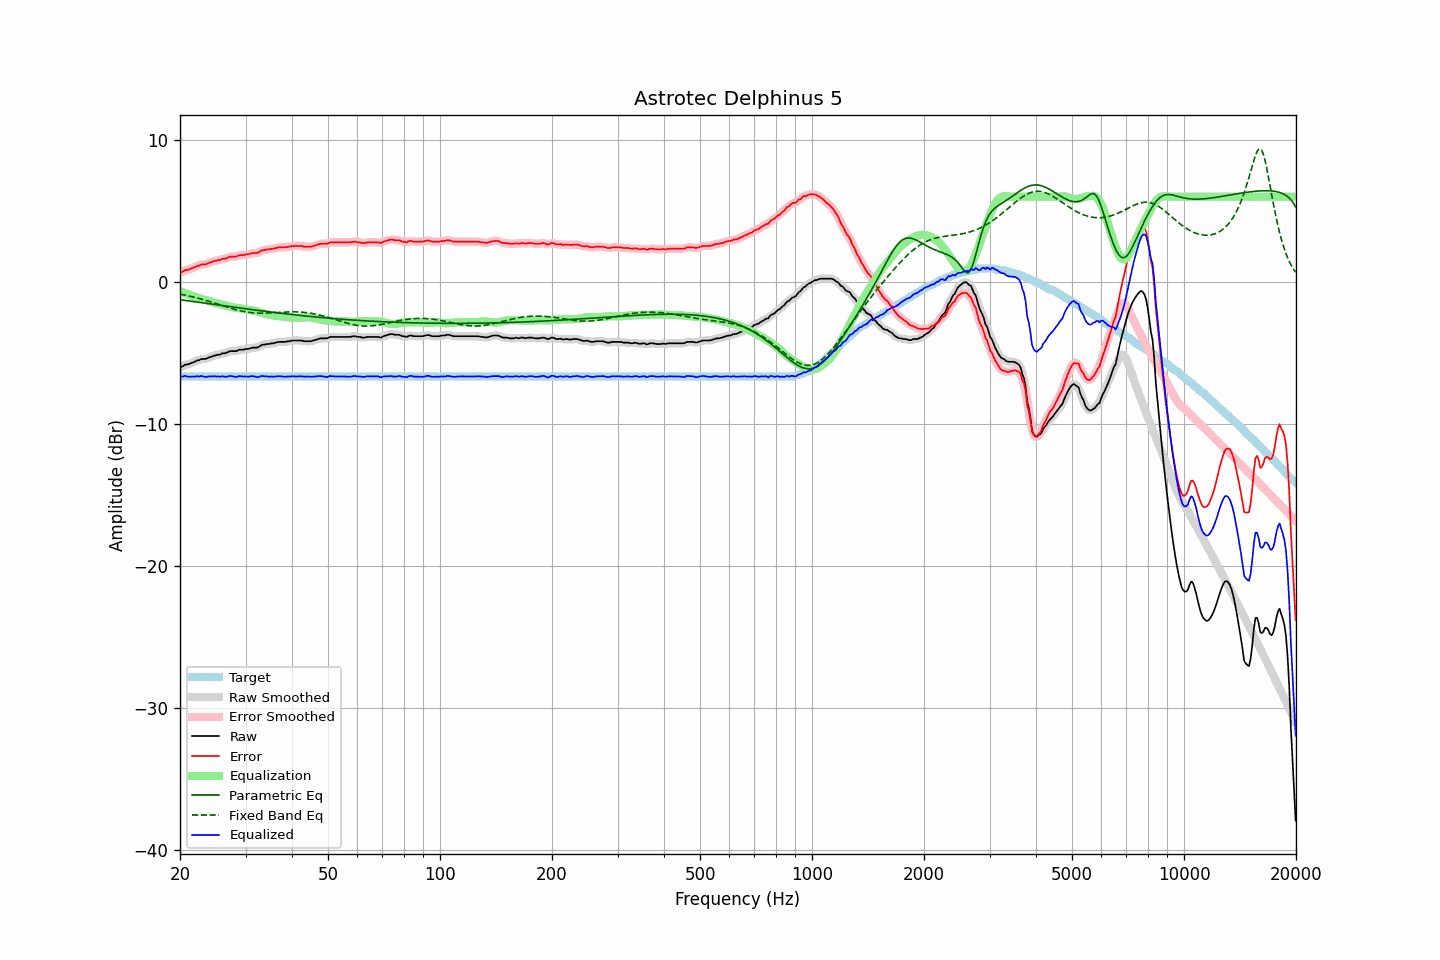 Astrotec Delphinus 5
Amplitude (dBr)
10
0
−10
−20
−30
−40
Target
Raw Smoothed
Error Smoothed
Raw
Error
Equalization
Parametric Eq
Fixed Band Eq
Equalized
20 50 100 200 500 1000 2000 5000 10000 20000
Frequency (Hz)